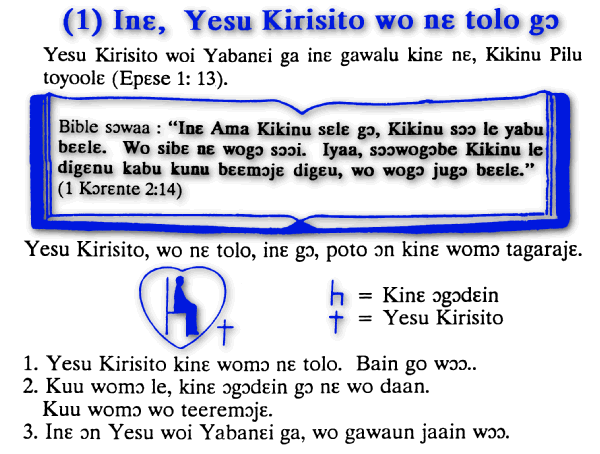 (1) Inɛ, Yesu Kirisito wo nɛ tolo gɔ
Yesu Kirisito woi Yabanɛi ga inɛ gawalu kinɛ nɛ, Kikinu Pilu
toyoolɛ (Epɛse 1: 13).
Bible sɔwaa : “Inɛ Ama Kikinu sɛlɛ gɔ, Kikinu sɔɔ le yabu
bɛɛlɛ. Wo sibɛ nɛ wogɔ sɔɔi. Iyaa, sɔɔwogɔbe Kikinu le
digɛnu kabu kunu bɛɛmɔjɛ digɛu, wo wogɔ jugɔ bɛɛle.”
(1 Kɔrɛnte 2:14)
Yesu Kirisito, wo nɛ tolo, inɛ gɔ, poto ɔn kinɛ womɔ tagarajɛ.
= Kinɛ ɔgɔdɛin
= Yesu Kirisito
1. Yesu Kirisito kinɛ womɔ nɛ tolo. Bain go wɔɔ..
2. Kuu womɔ le, kinɛ ɔgɔdɛin gɔ nɛ wo daan.
Kuu womɔ wo teeremɔjɛ.
3. Inɛ ɔn Yesu woi Yabanɛi ga, wo gawaun jaain wɔɔ.